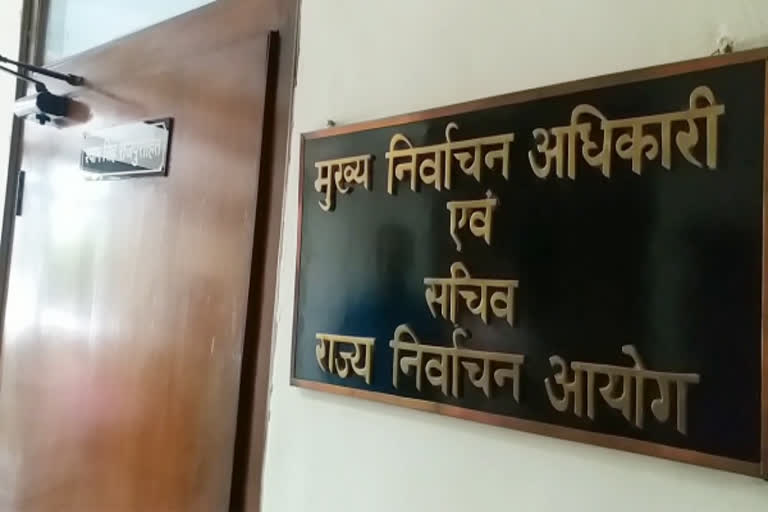 मुख्य निर्वाचन अधिकारी
एवं
सचिव
राज्य निर्वाचन आयोग